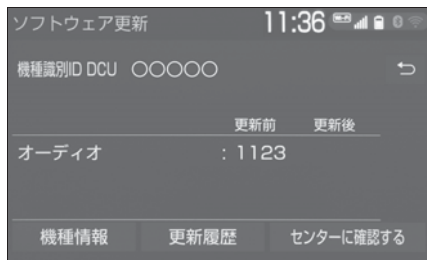 ソフトウェア更新 11:36
機種識別ID DCU ○○○○○
更新前 更新後
オーディオ : 1123
機種情報 更新履歴 センターに確認する